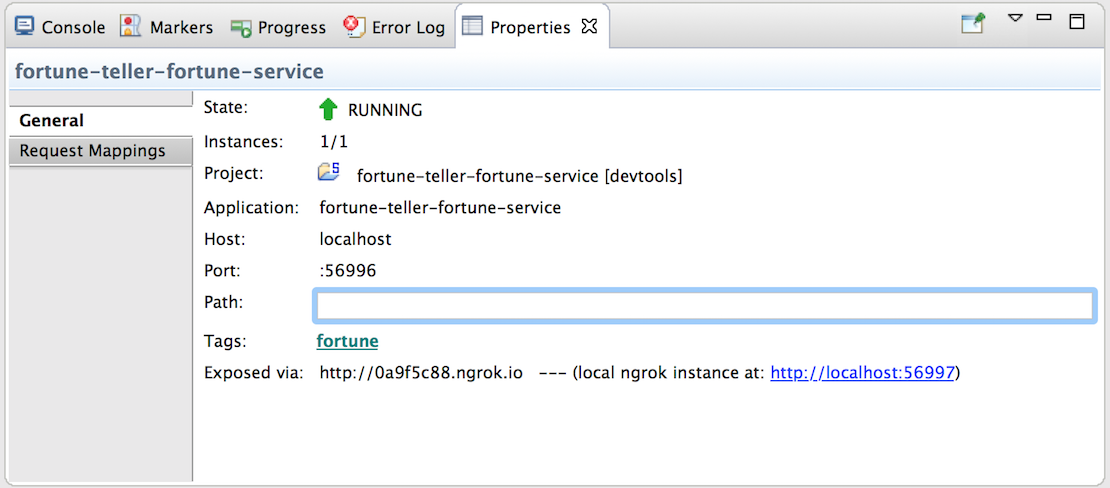 Console Markers Progress Error Log Properties
fortune-teller-fortune-service
General
Request Mappings
State: RUNNING
Instances: 1/1
Project: fortune-teller-fortune-service [devtools]
Application: fortune-teller-fortune-service
Host: localhost
Port: :56996
Path:
Tags: fortune
Exposed via: http://0a9f5c88.ngrok.io --- (local ngrok instance at: http://localhost:56997)